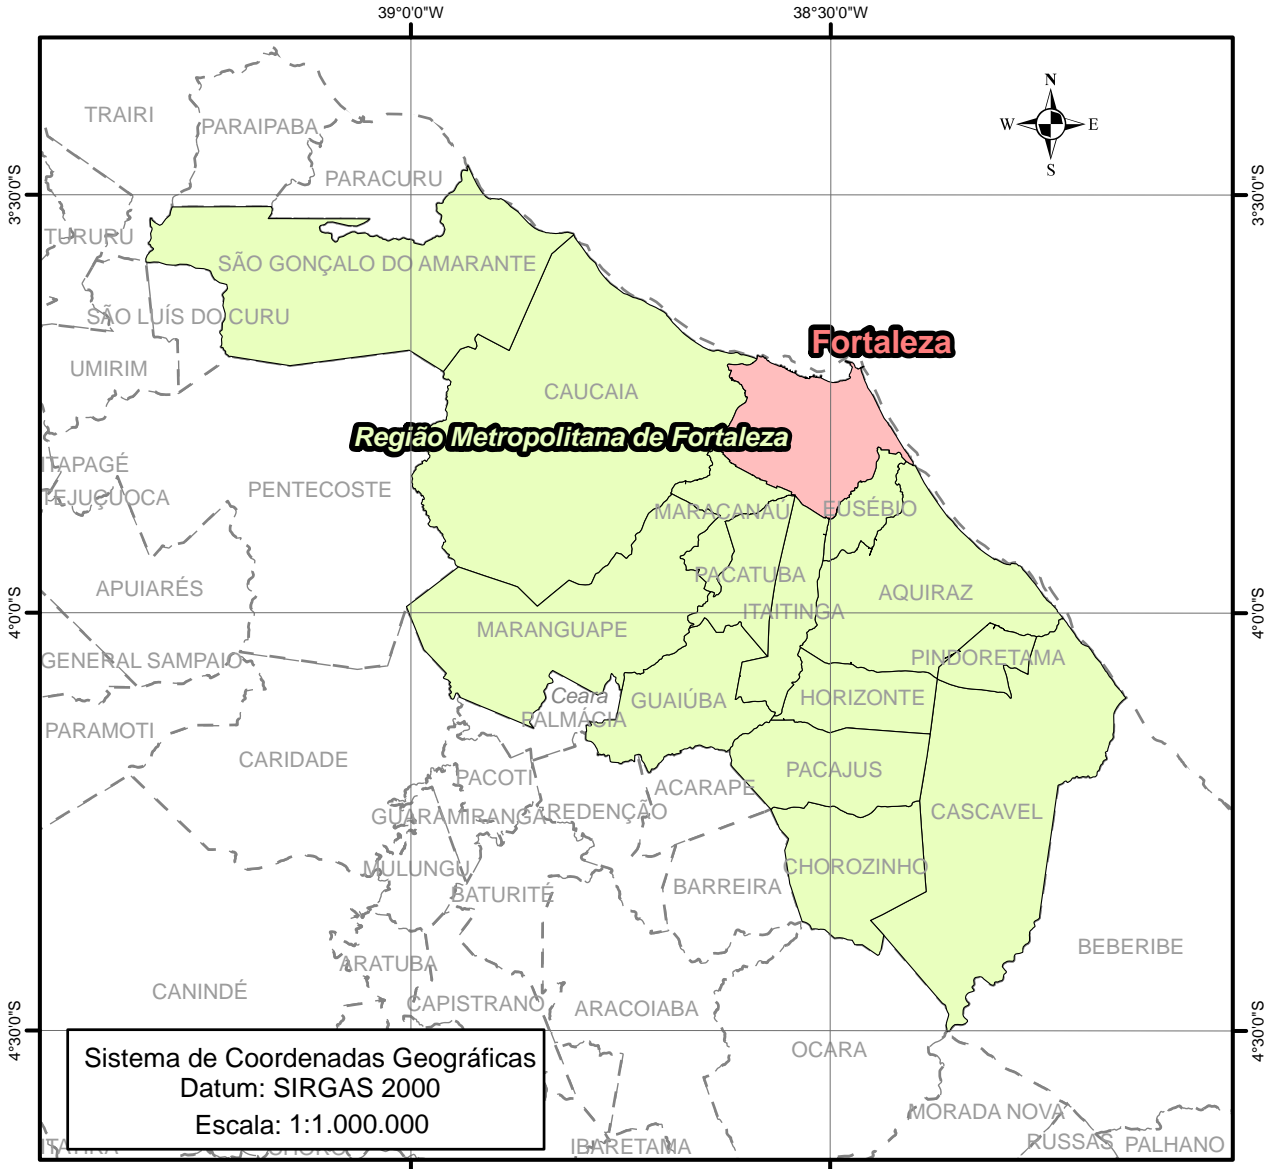 39°0'0"W
38°30'0"W
TRAIRI
PARAIPABA
N
W
E
S
PARACURU
3°30'0"S
3°30'0"S
TURURU
SÃO GONÇALO DO AMARANTE
SÃO LUÍS DO CURU
Fortaleza
UMIRIM
CAUCAIA
Região Metropolitana de Fortaleza
ITAPAGÉ
TEJUÇUOCA
PENTECOSTE
MARACANAÚ
EUSÉBIO
PACATUBA
APUIARÉS
AQUIRAZ
ITAITINGA
4°0'0"S
4°0'0"S
MARANGUAPE
GENERAL SAMPAIO
PINDORETAMA
Ceará
GUAIÚBA
HORIZONTE
PALMÁCIA
PARAMOTI
CARIDADE
PACOTI
PACAJUS
ACARAPE
GUARAMIRANGA
REDENÇÃO
CASCAVEL
MULUNGU
CHOROZINHO
BATURITÉ
BARREIRA
BEBERIBE
ARATUBA
CANINDÉ
CAPISTRANO
ARACOIABA
4°30'0"S
4°30'0"S
OCARA
Sistema de Coordenadas Geográficas
Datum: SIRGAS 2000
Escala: 1:1.000.000
MORADA NOVA
RUSSAS
PALHANO
IBARETAMA